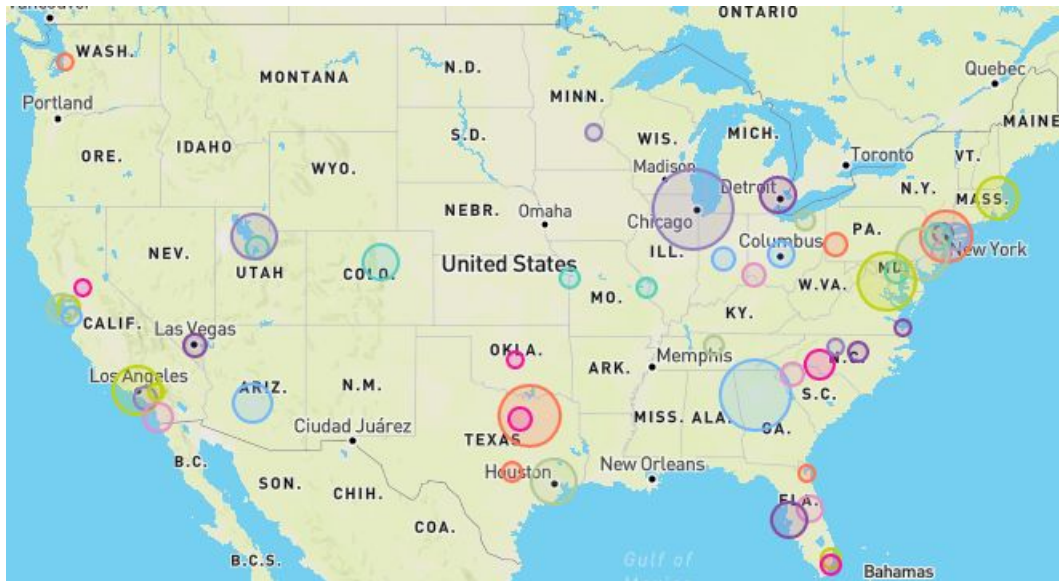 Vancouver
ONTARIO
WASH.
N.D.
Quebec
MONTANA
MINN.
Portland
MAINE
S.D.
WIS.
MICH.
ORE.
IDAHO
Toronto
VT.
WYO.
Madison
N.Y.
Detroit
MASS.
NEBR.
Omaha
Chicago
PA.
NEV.
Columbus
New York
UTAH
COLO.
United States
ILL.
MD.
W.VA.
MO.
KY.
CALIF.
Las Vegas
OKLA.
Memphis
N.C.
Los Angeles
ARIZ.
N.M.
ARK.
S.C.
MISS.
ALA.
GA.
Ciudad Juárez
TEXAS
B.C.
Houston
New Orleans
SON.
CHIH.
FLA.
COA.
B.C.S.
Gulf of
Bahamas